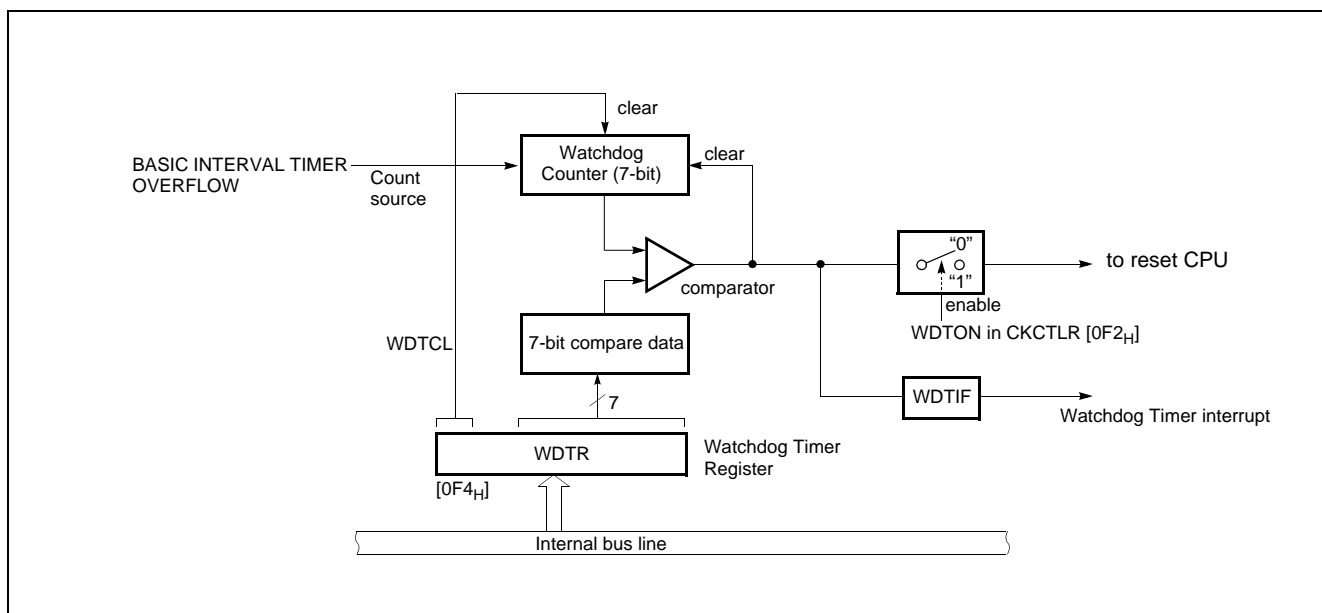 clear
BASIC INTERVAL TIMER
OVERFLOW
Count
source
Watchdog
Counter (7-bit)
clear
comparator
“0”
“1”
to reset CPU
enable
WDTON in CKCTLR [0F2H]
WDTCL
7-bit compare data
7
WDTIF
Watchdog Timer interrupt
WDTR
Watchdog Timer
Register
[0F4H]
Internal bus line